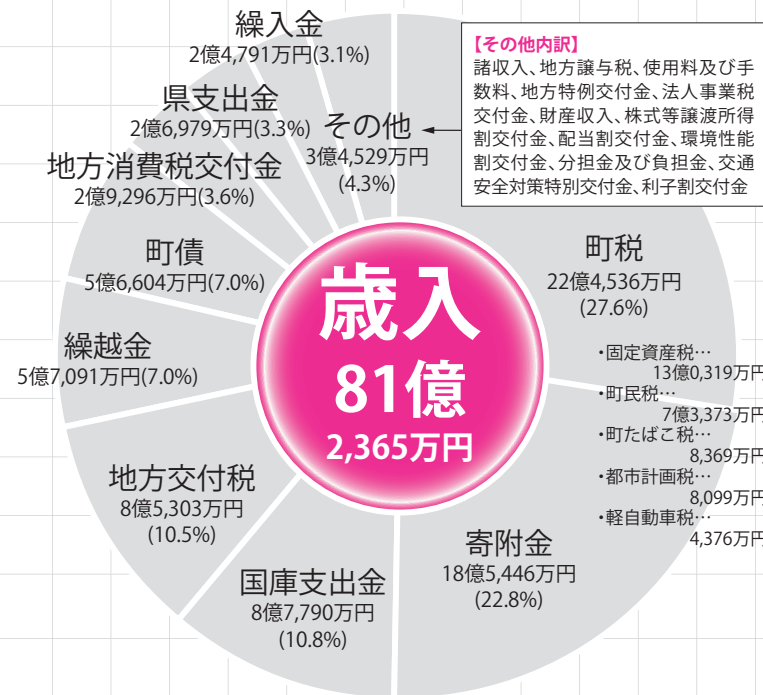 繰入金
2億4,791万円(3.1%)
県支出金
2億6,979万円(3.3%)
地方消費税交付金
2億9,296万円(3.6%)
町債
5億6,604万円(7.0%)
繰越金
5億7,091万円(7.0%)
地方交付税
8億5,303万円
(10.5%)
国庫支出金
8億7,790万円
(10.8%)
その他
3億4,529万円
(4.3%)
【その他内訳】
諸収入、地方譲与税、使用料及び手
数料、地方特例交付金、法人事業税
交付金、財産収入、株式等譲渡所得
割交付金、配当割交付金、環境性能
割交付金、分担金及び負担金、交通
安全対策特別交付金、利子割交付金
歳入
81億
2,365万円
町税
22億4,536万円
(27.6%)
・固定資産税…
13億0,319万円
・町民税…
7億3,373万円
・町たばこ税…
8,369万円
・都市計画税…
8,099万円
・軽自動車税…
4,376万円
寄附金
18億5,446万円
(22.8%)